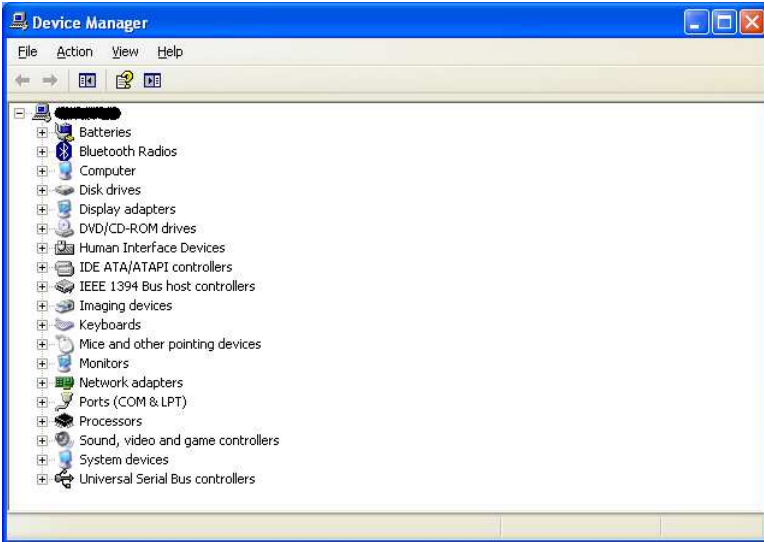 Device Manager
File Action View Help
Batteries
Bluetooth Radios
Computer
Disk drives
Display adapters
DVD/CD-ROM drives
Human Interface Devices
IDE ATA/ATAPI controllers
IEEE 1394 Bus host controllers
Imaging devices
Keyboards
Mice and other pointing devices
Monitors
Network adapters
Ports (COM & LPT)
Processors
Sound, video and game controllers
System devices
Universal Serial Bus controllers